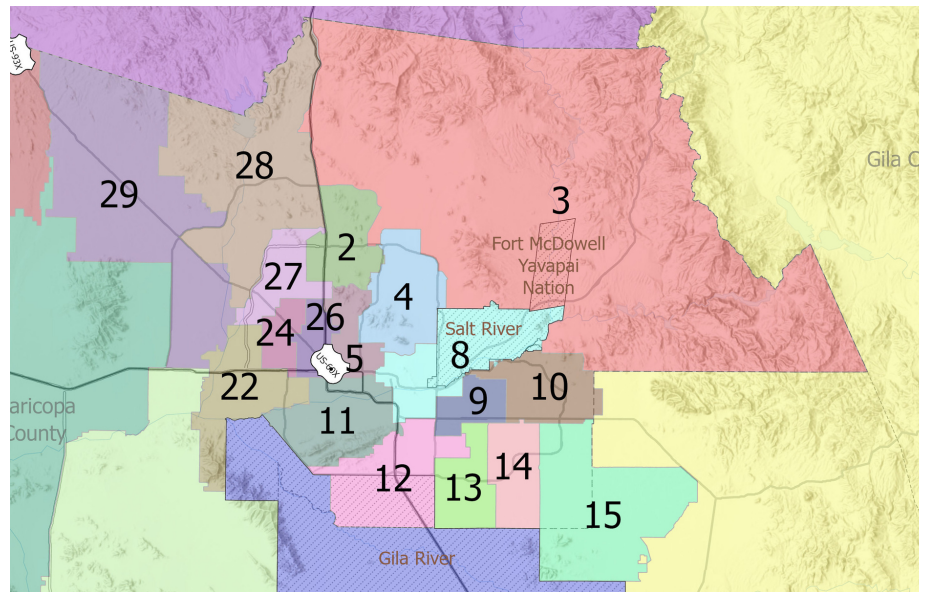 US-93X
28
29
Gila C
3
2
Fort McDowell
Yavapai
Nation
27
4
26
24
Salt River
5
8
US-60X
22
10
9
aricopa
County
11
14
12
13
15
Gila River